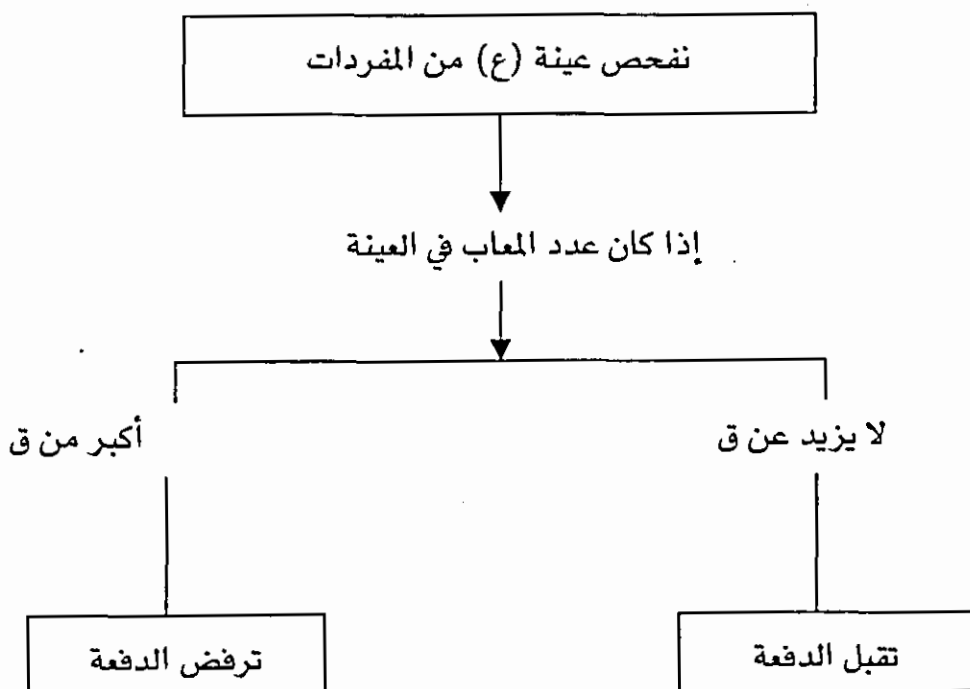 نفحص عينة (ع) من المفردات
إذا كان عدد المعاب في العينة
لا يزيد عن ق
أكبر من ق
تقبل الدفعة
ترفض الدفعة